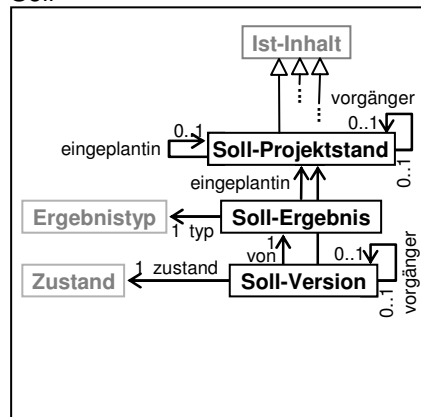 Soll
Ist-Inhalt
vorgänger
0..1
0..1
eingeplantin
Soll-Projektstand
0..1
eingeplantin
Ergebnistyp
Soll-Ergebnis
1 typ
1
von
0..1
Zustand
1 zustand
Soll-Version
0..1
vorgänger